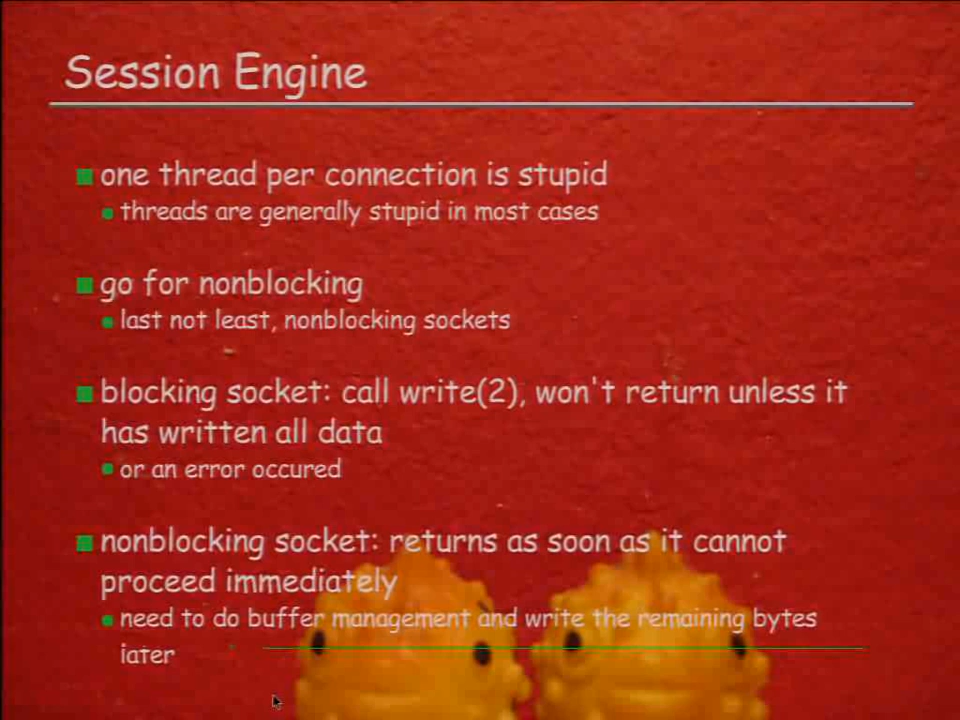 Session Engine
one thread per connection is stupid
threads are generally stupid in most cases
go for nonblocking
last not least, nonblocking sockets
blocking socket: call write(2), won't return unless it
has written all data
or an error occured
nonblocking socket: returns as soon as it cannot
proceed immediately
need to do buffer management and write the remaining bytes
later